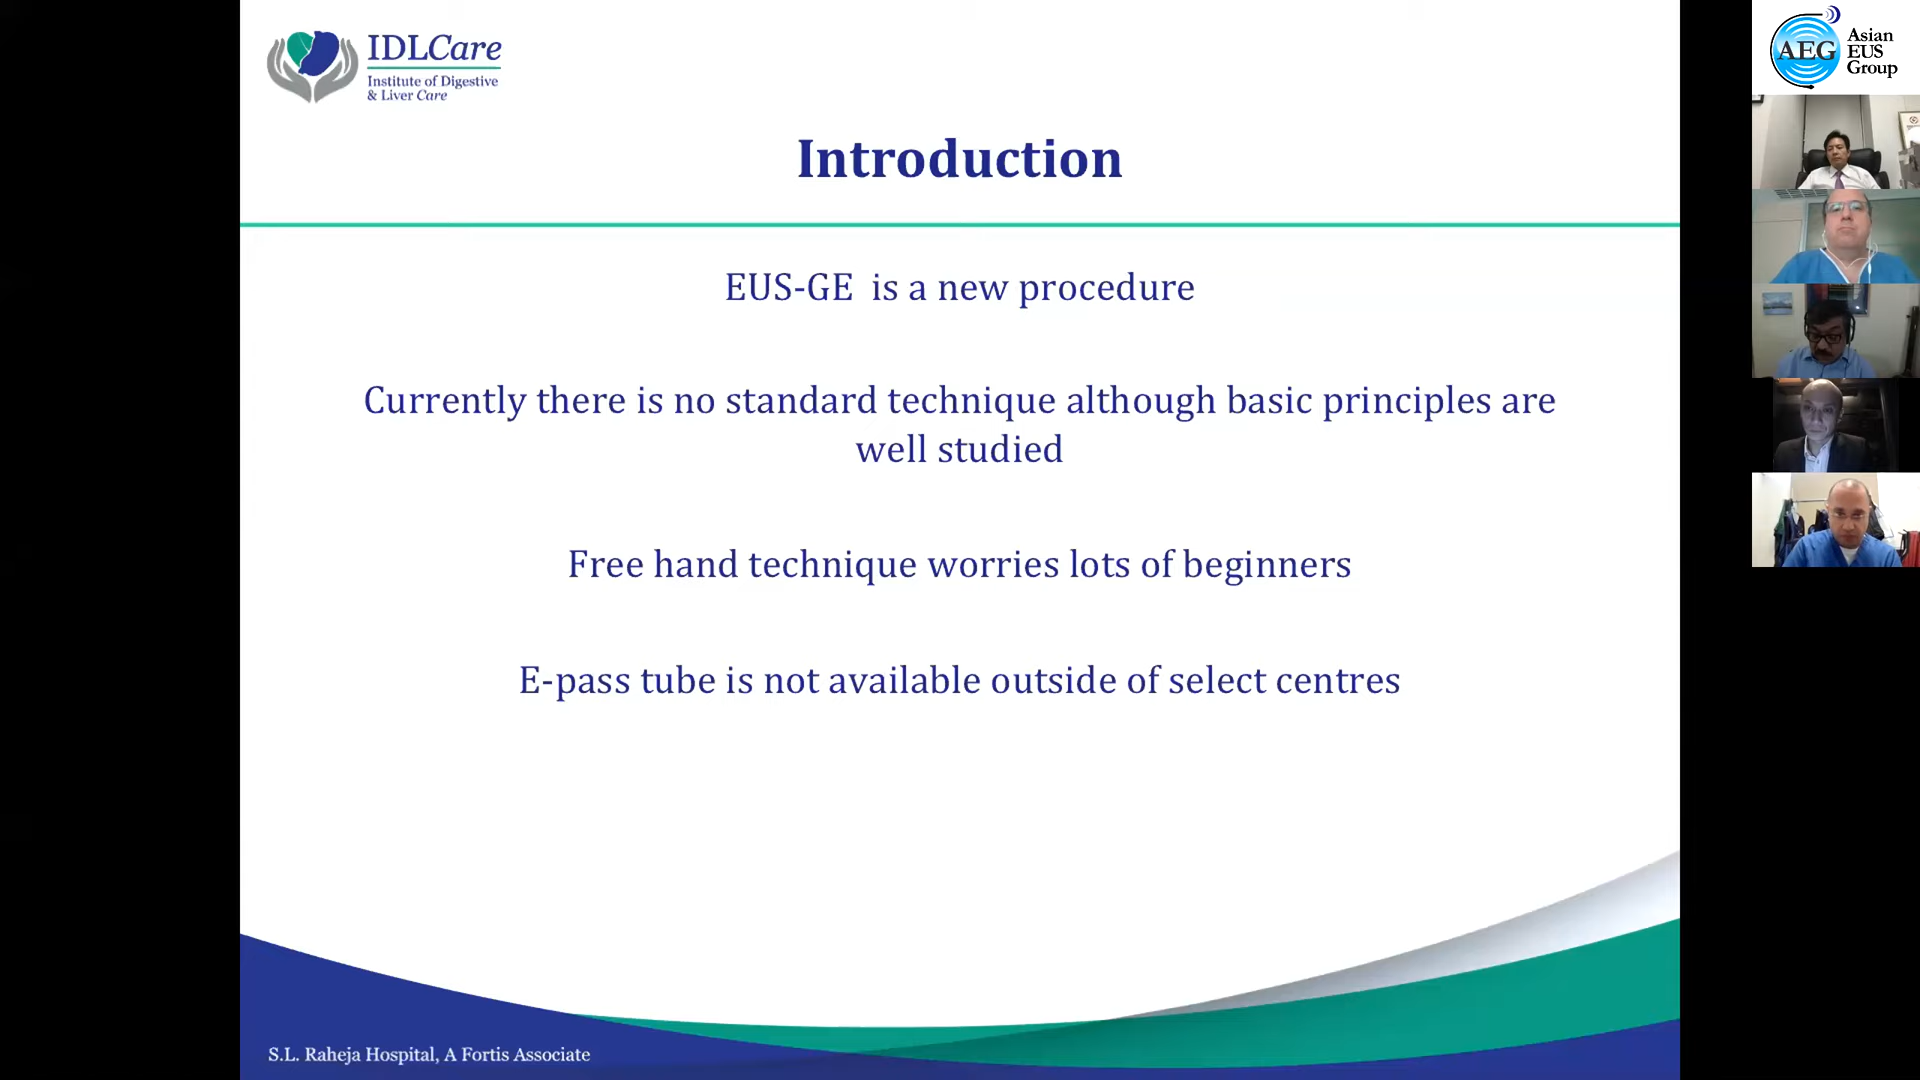 IDLCare
Institute of Digestive
& Liver Care
Introduction
EUS-GE is a new procedure
Currently there is no standard technique although basic principles are
well studied
Free hand technique worries lots of beginners
E-pass tube is not available outside of select centres
S.L. Raheja Hospital, A Fortis Associate
AEG
Asian
EUS
Group